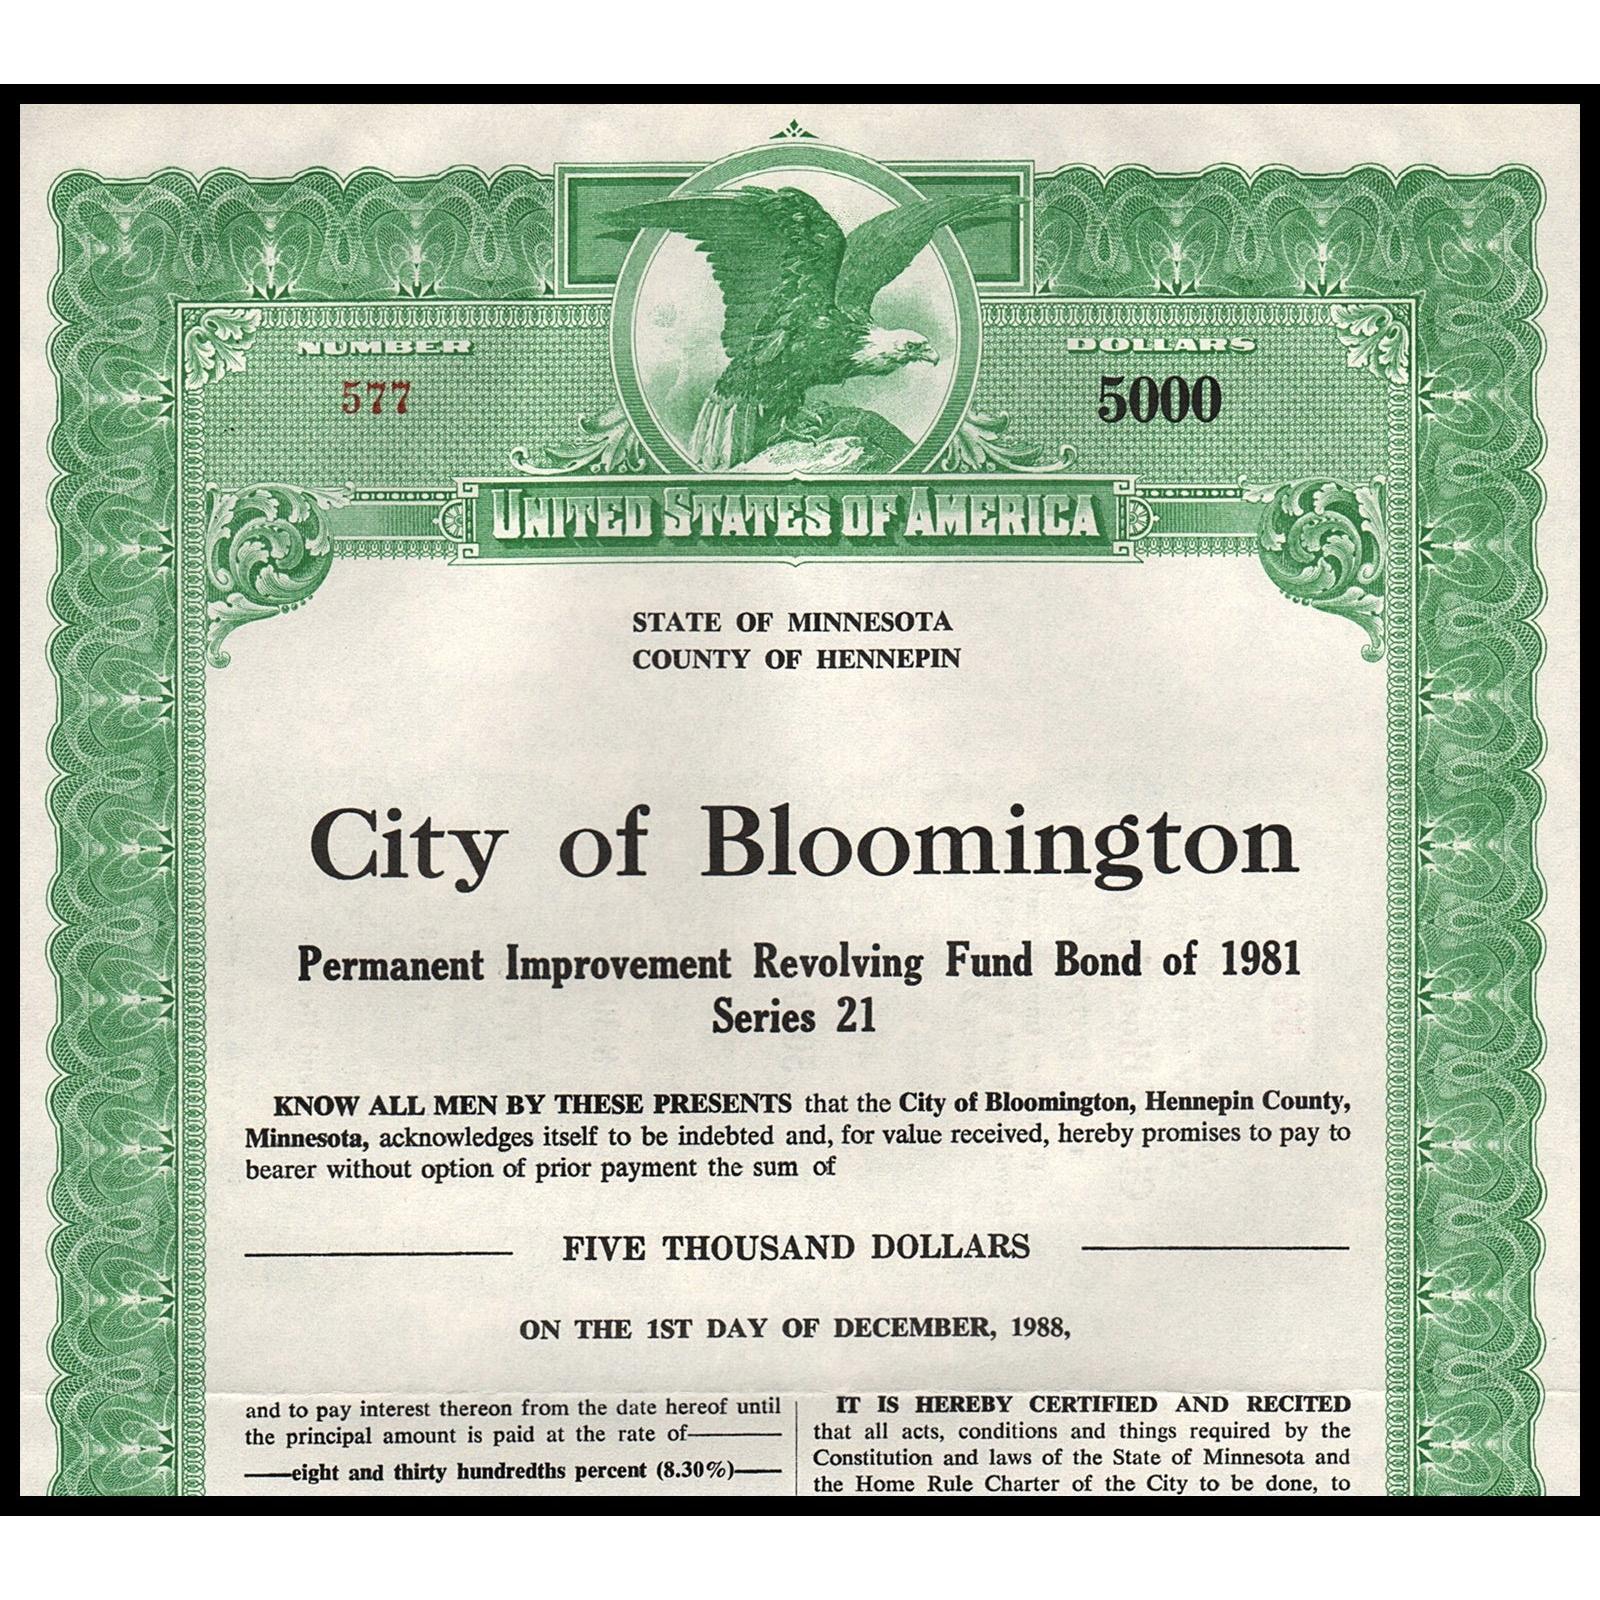 NUMBER
577
DOLLARS
5000
UNITED STATES OF AMERICA
STATE OF MINNESOTA
COUNTY OF HENNEPIN
City of Bloomington
Permanent Improvement Revolving Fund Bond of 1981
Series 21
KNOW ALL MEN BY THESE PRESENTS that the City of Bloomington, Hennepin County,
Minnesota, acknowledges itself to be indebted and, for value received, hereby promises to pay to
bearer without option of prior payment the sum of
FIVE THOUSAND DOLLARS
ON THE 1ST DAY OF DECEMBER, 1988,
and to pay interest thereon from the date hereof until
the principal amount is paid at the rate of
eight and thirty hundredths percent (8.30%)
IT IS HEREBY CERTIFIED AND RECITED
that all acts, conditions and things required by the
Constitution and laws of the State of Minnesota and
the Home Rule Charter of the City to be done, to